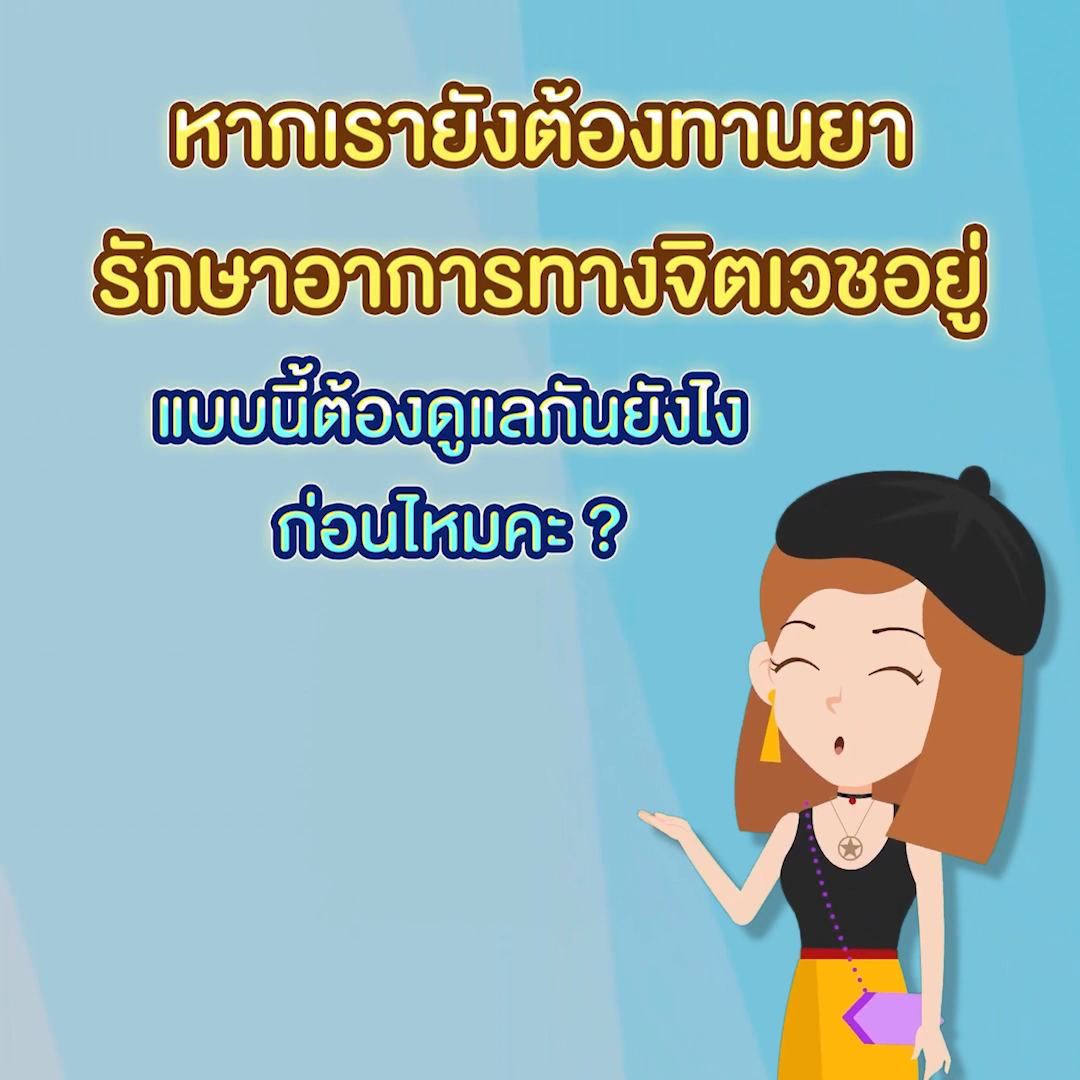 หากเรายังต้องทานยา
รักษาอาการทางจิตเวชอยู่
แบบนี้ต้องดูแลกันยังไง
ก่อนไหมคะ ?